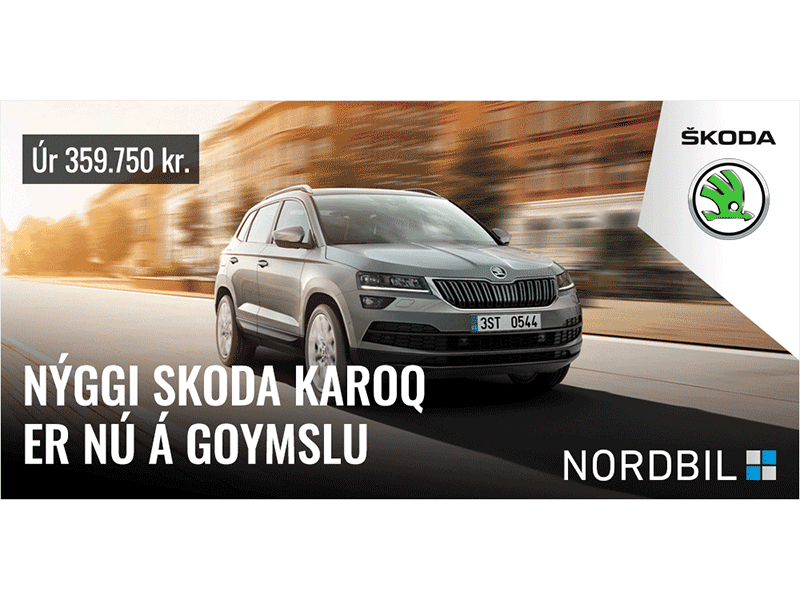 Úr 359.750 kr.
ŠKODA
3ST 0544
NÝGGI SKODA KAROQ
ER NÚ Á GOYMSLU
NORDBIL